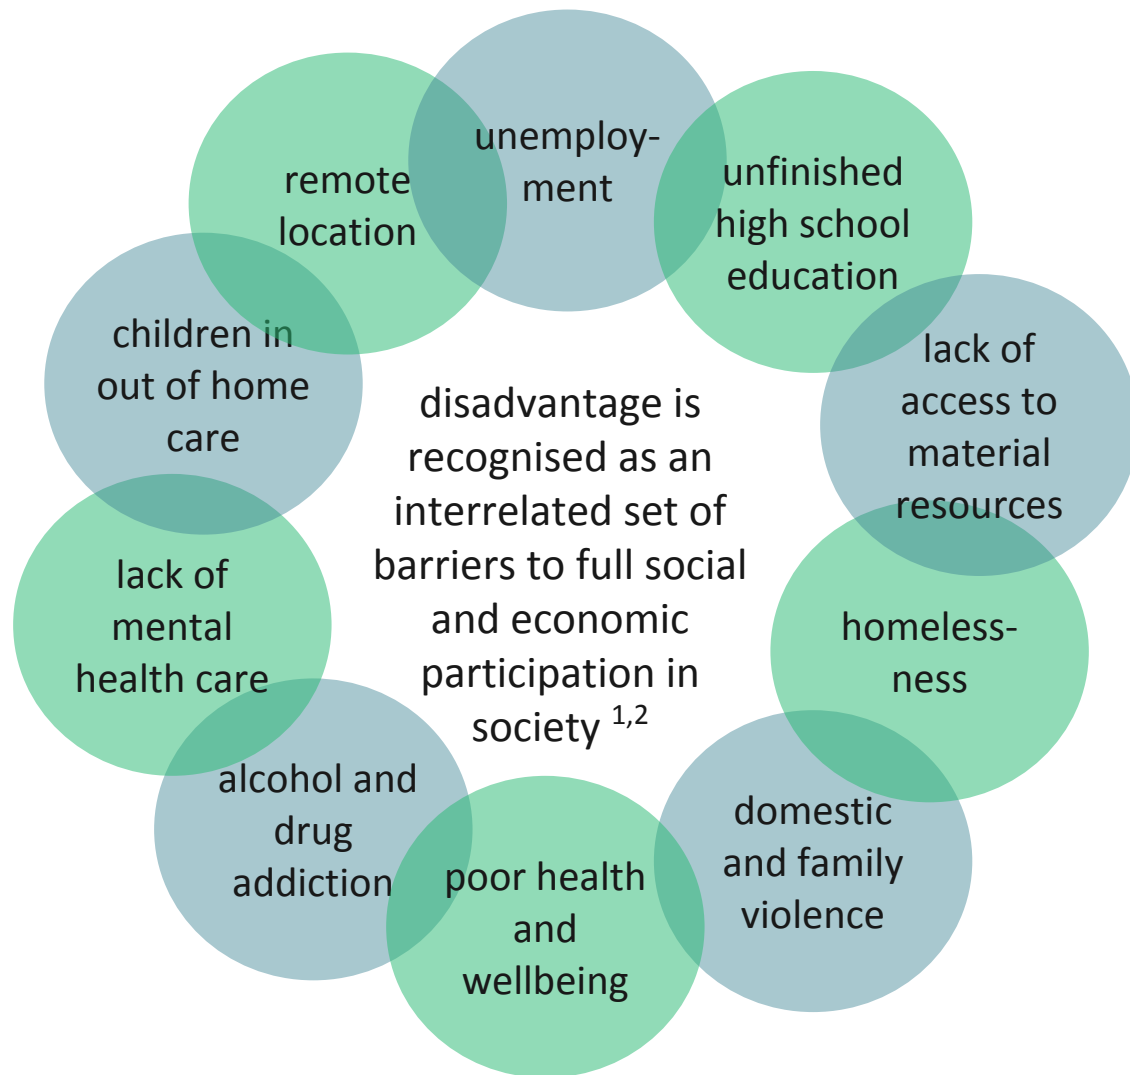 unemploy-
ment
unfinished
high school
education
lack of
access to
material
resources
homeless-
ness
domestic
and family
violence
poor health
and
wellbeing
alcohol and
drug
addiction
lack of
mental
health care
children in
out of home
care
remote
location
disadvantage is
recognised as an
interrelated set of
barriers to full social
and economic
participation in
society 1,2